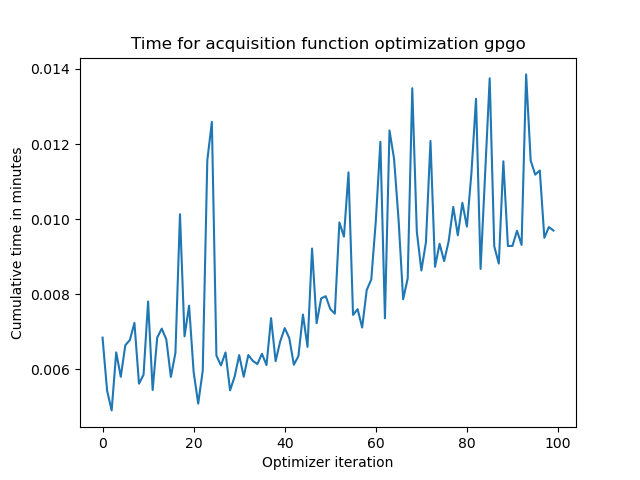 Time for acquisition function optimization gpgo
0.014
0.012
0.010
0.008
0.006
Cumulative time in minutes
0 20 40 60 80 100
Optimizer iteration